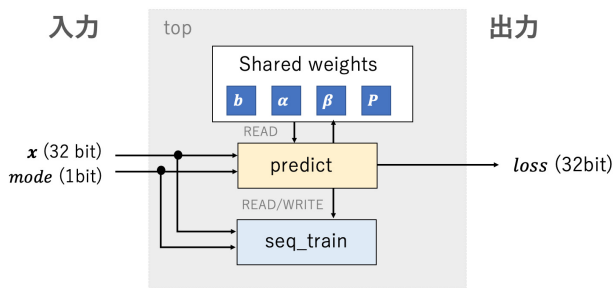 入力
top
出力
Shared weights
b α β P
READ
x (32 bit)
mode (1bit)
predict
loss (32bit)
READ/WRITE
seq_train